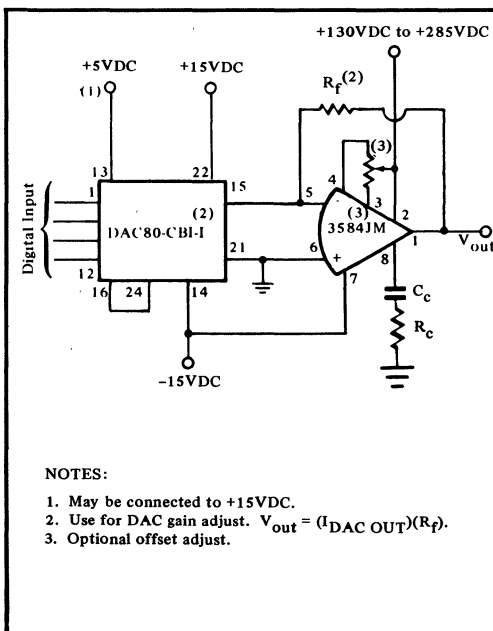 +130VDC to +285VDC
+5VDC
+15VDC
(1)
Rf(2)
(3)
13
22
15
4
5
3
(3)
2
1
(2)
DAC80-CBI-I
3584JM
1
Vout
Digital Input
21
6
+
8
7
12
16
24
14
Cc
Rc
-15VDC
NOTES:
1. May be connected to +15VDC.
2. Use for DAC gain adjust. Vout = (IDAC OUT)(Rf).
3. Optional offset adjust.